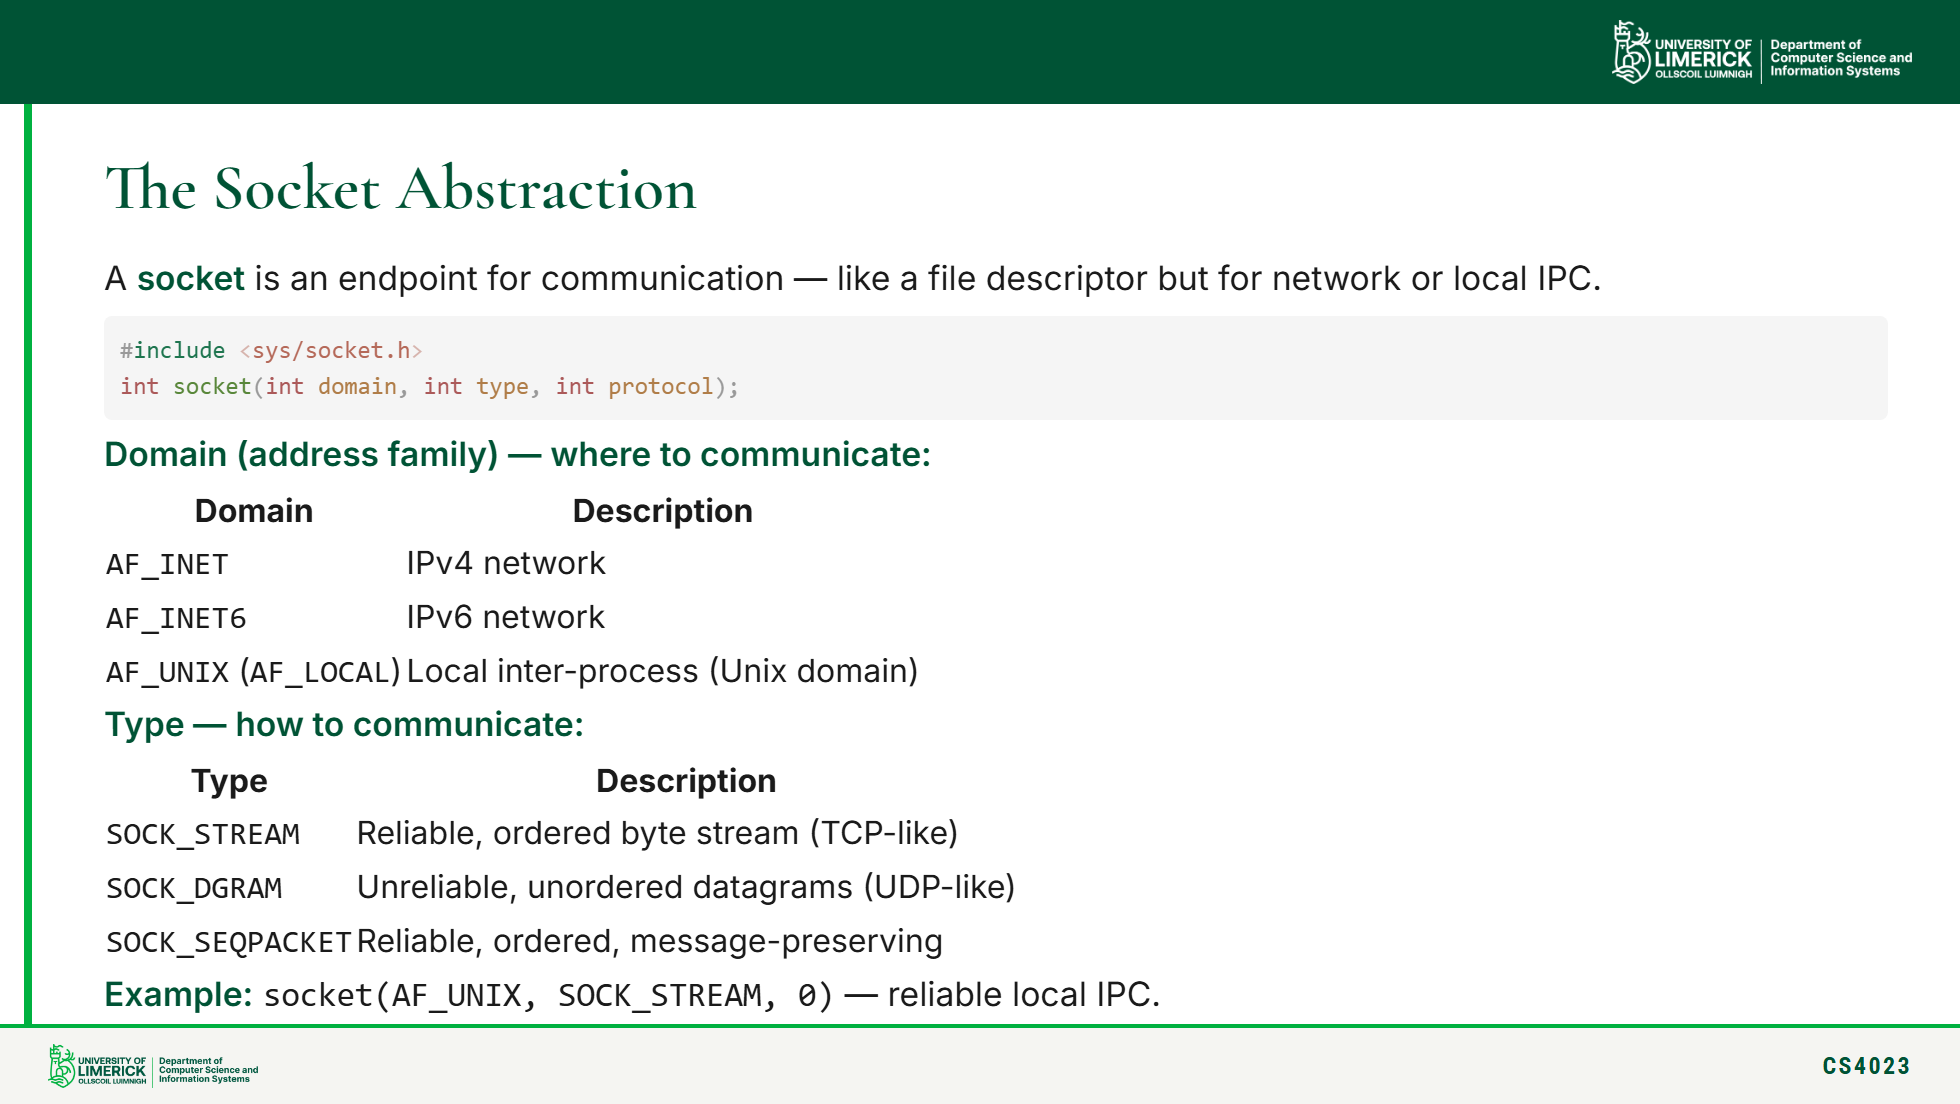 UNIVERSITY OF
LIMERICK
OLLSCOIL LUIMNIGH
Department of
Computer Science and
Information Systems
The Socket Abstraction
A socket is an endpoint for communication — like a file descriptor but for network or local IPC.
#include <sys/socket.h>
int socket(int domain, int type, int protocol);
Domain (address family) — where to communicate:
Domain Description
AF_INET IPv4 network
AF_INET6 IPv6 network
AF_UNIX (AF_LOCAL) Local inter-process (Unix domain)
Type — how to communicate:
Type Description
SOCK_STREAM Reliable, ordered byte stream (TCP-like)
SOCK_DGRAM Unreliable, unordered datagrams (UDP-like)
SOCK_SEQPACKET Reliable, ordered, message-preserving
Example: socket(AF_UNIX, SOCK_STREAM, 0) — reliable local IPC.
UNIVERSITY OF
LIMERICK
OLLSCOIL LUIMNIGH
Department of
Computer Science and
Information Systems
CS4023